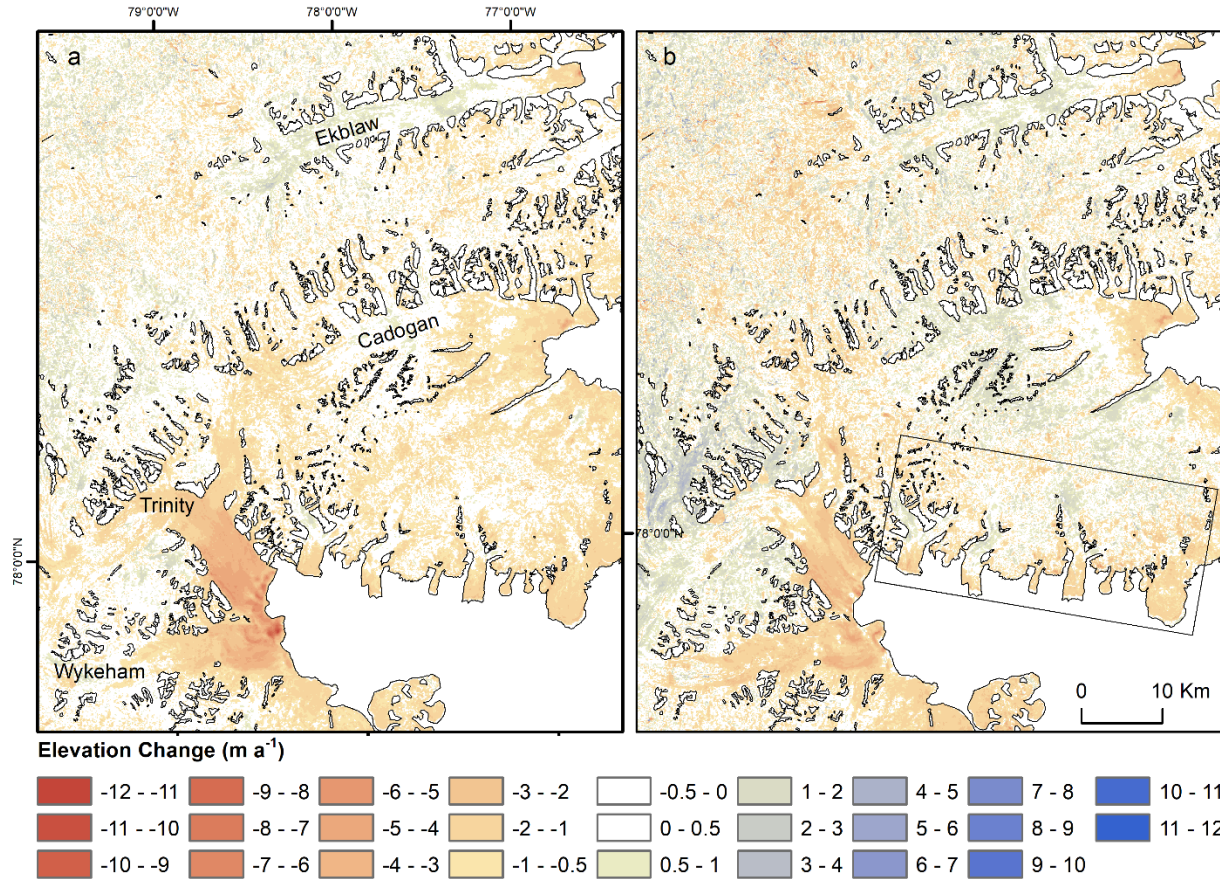 79°0'0"W 78°0'0"W 77°0'0"W
a b
Ekblaw
Cadogan
Trinity
78°0'0"N 78°0'0"N
Wykeham
0 10 Km
Elevation Change (m a-1)
-12 - -11 -9 - -8 -6 - -5 -3 - -2 -0.5 - 0 1 - 2 4 - 5 7 - 8 10 - 11
-11 - -10 -8 - -7 -5 - -4 -2 - -1 0 - 0.5 2 - 3 5 - 6 8 - 9 11 - 12
-10 - -9 -7 - -6 -4 - -3 -1 - -0.5 0.5 - 1 3 - 4 6 - 7 9 - 10